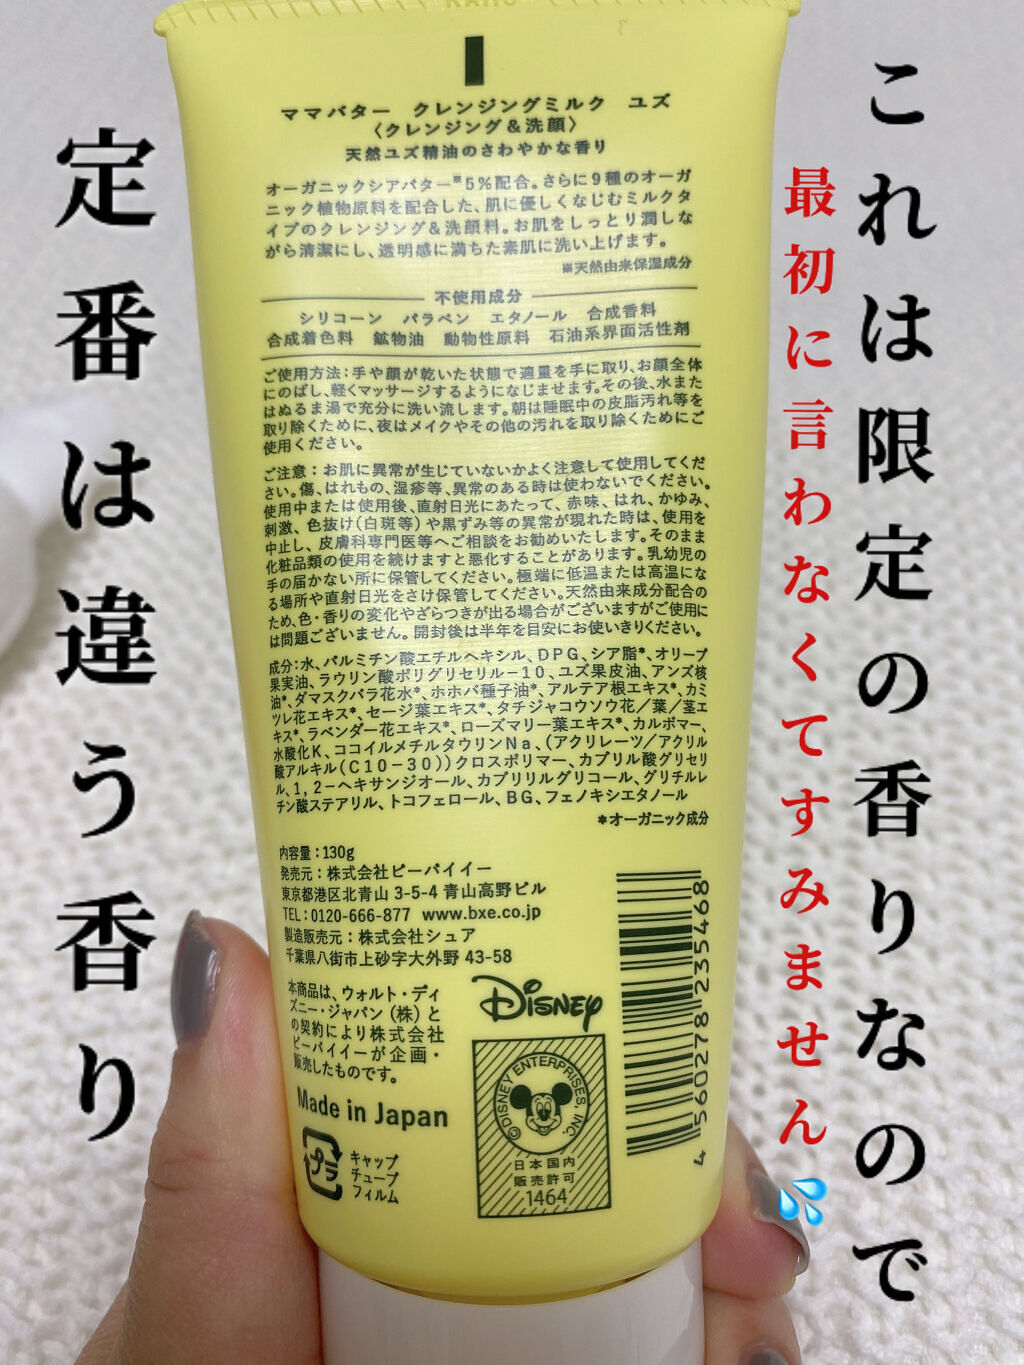 これは限定の香りなので
最初に言わなくてすみません💦
定番は違う香り
ママバター クレンジングミルク ユズ
〈クレンジング＆洗顔〉
天然ユズ精油のさわやかな香り
オーガニックシアバター※5%配合。さらに9種のオーガ
ニック植物原料を配合した、肌に優しくなじむミルクタ
イプのクレンジング＆洗顔料。お肌をしっとり潤しな
がら清潔にし、透明感に満ちた素肌に洗い上げます。
※天然由来保湿成分
不使用成分
シリコーン パラベン エタノール 合成香料
合成着色料 鉱物油 動物性原料 石油系界面活性剤
ご使用方法：手や顔が乾いた状態で適量を手に取り、お顔全体
にのばし、軽くマッサージするようになじませます。その後、水また
はぬるま湯で充分に洗い流します。朝は睡眠中の皮脂汚れ等を
取り除くために、夜はメイクやその他の汚れを取り除くためにご
使用ください。
ご注意：お肌に異常が生じていないかよく注意して使用してくだ
さい。傷、はれもの、湿疹等、異常のある時は使わないでください。
使用中または使用後、直射日光にあたって、赤味、はれ、かゆみ、
刺激、色抜け(白斑等)や黒ずみ等の異常が現れた時は、使用を
中止し、皮膚科専門医等へご相談をお勧めいたします。そのまま
化粧品類の使用を続けますと悪化することがあります。乳幼児の
手の届かない所に保管してください。極端に低温または高温にな
る場所や直射日光をさけ保管してください。天然由来成分配合の
ため、色・香りの変化やざらつきが出る場合がございますがご使用に
は問題ございません。開封後は半年を目安にお使いきりください。
成分：水、パルミチン酸エチルヘキシル、DPG、シア脂*、オリーブ
果実油、ラウリン酸ポリグリセリル－10、ユズ果皮油、アンズ核
油*、ダマスクバラ花水*、ホホバ種子油*、アルテア根エキス*、カミ
ツレ花エキス*、セージ葉エキス*、タチジャコウソウ花／葉／茎エ
キス*、ラベンダー花エキス*、ローズマリー葉エキス*、カルボマー、
水酸化K、ココイルメチルタウリンNa、(アクリレーツ／アクリル
酸アルキル(C10－30))クロスポリマー、カプリル酸グリセリ
ル、1,2－ヘキサンジオール、カプリリルグリコール、グリチルレ
チン酸ステアリル、トコフェロール、BG、フェノキシエタノール
*オーガニック成分
内容量：130g
発売元：株式会社ビーバイイー
東京都港区北青山 3-5-4 青山高野ビル
TEL：0120-666-877 www.bxe.co.jp
製造販売元：株式会社シュア
千葉県八街市上砂字大外野 43-58
本商品は、ウォルト・ディ
ズニー・ジャパン(株)と
の契約により株式会社
ビーバイイーが企画・
販売したものです。
Made in Japan
プラ
キャップ
チューブ
フィルム
Disney
©DISNEY ENTERPRISES, INC.
日本国内
販売許可
1464
4 560278 235468